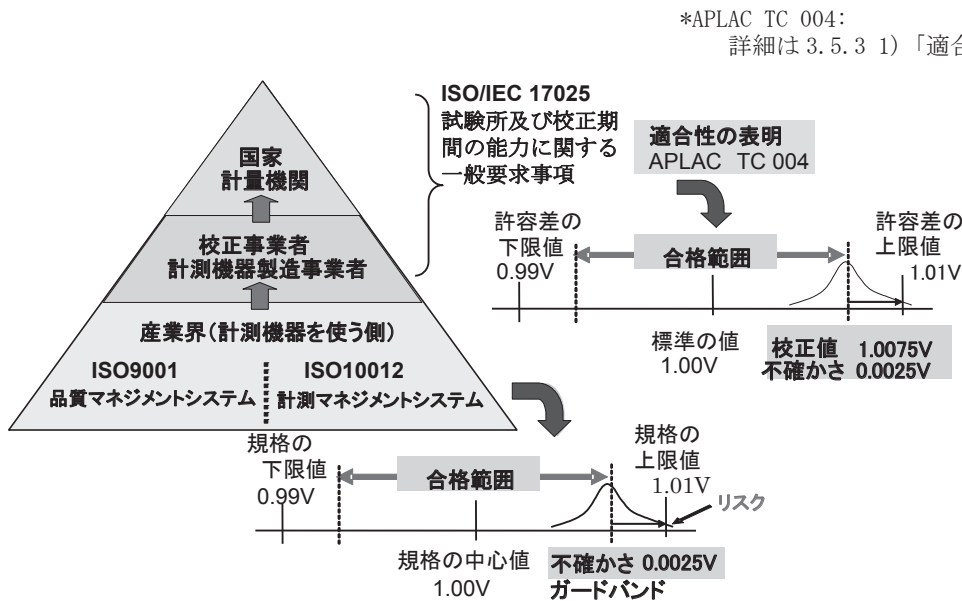 *APLAC TC 004:
詳細は 3.5.3 1) 「適合
ISO/IEC 17025
試験所及び校正期
間の能力に関する
一般要求事項
適合性の表明
APLAC TC 004
国家
計量機関
校正事業者
計測機器製造事業者
産業界(計測機器を使う側)
ISO9001
品質マネジメントシステム
ISO10012
計測マネジメントシステム
許容差の
下限値
0.99V
合格範囲
許容差の
上限値
1.01V
標準の値
1.00V
校正値 1.0075V
不確かさ 0.0025V
規格の
下限値
0.99V
合格範囲
規格の
上限値
1.01V
リスク
規格の中心値
1.00V
不確かさ 0.0025V
ガードバンド